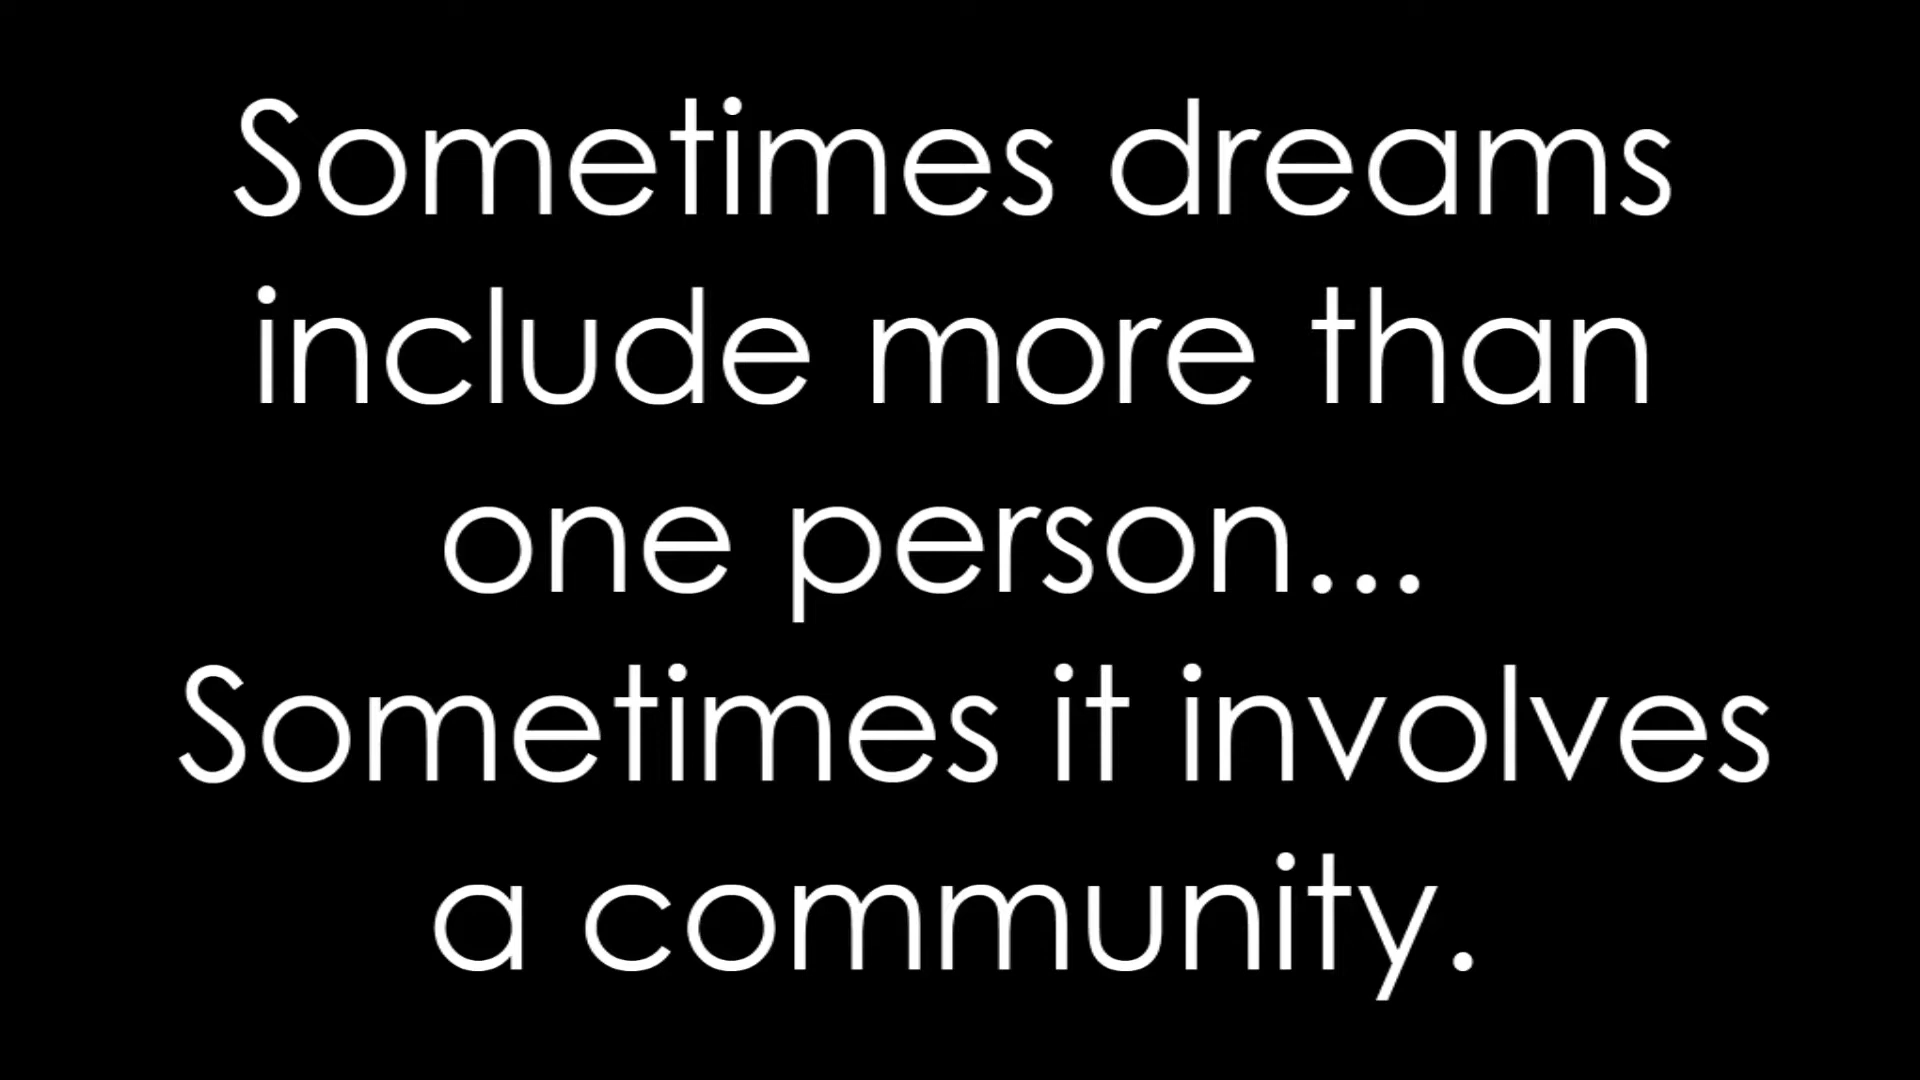 Sometimes dreams
include more than
one person...
Sometimes it involves
a community.